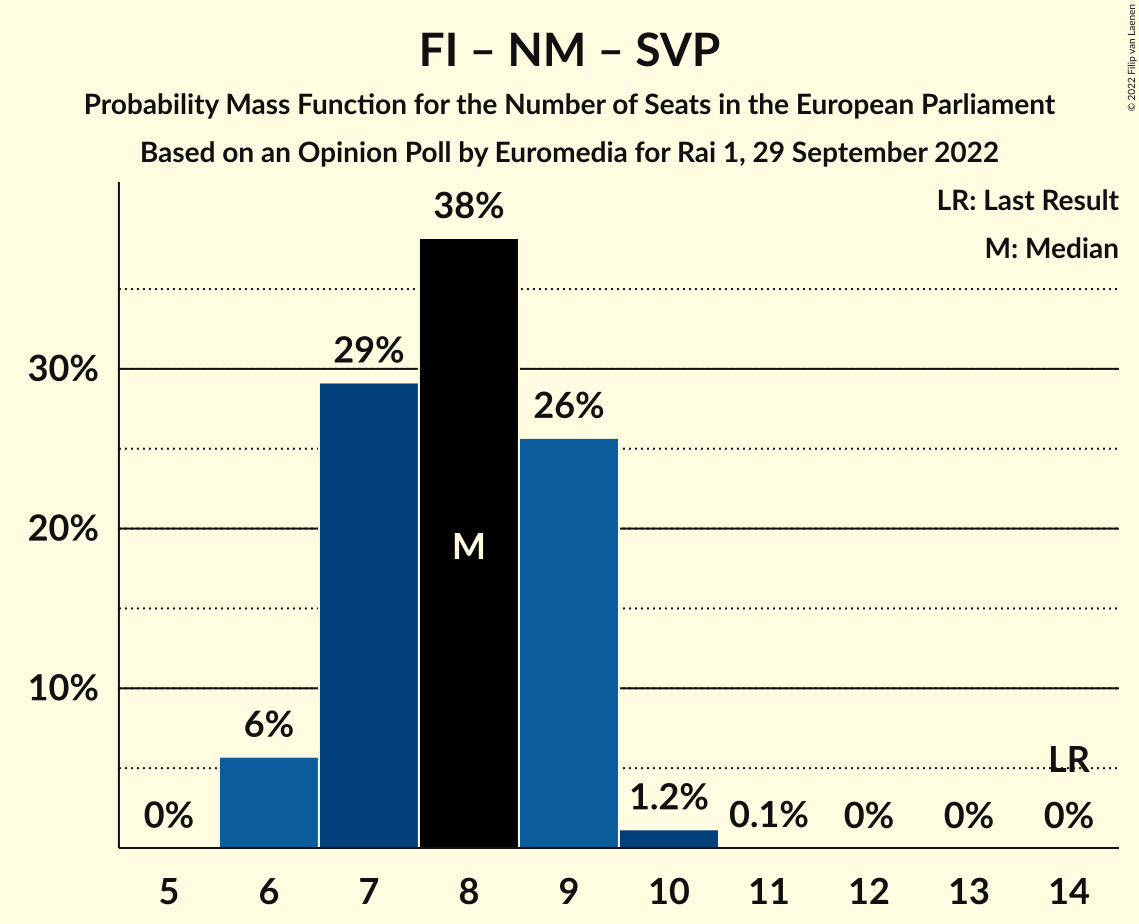 FI – NM – SVP
Probability Mass Function for the Number of Seats in the European Parliament
Based on an Opinion Poll by Euromedia for Rai 1, 29 September 2022
© 2022 Filip van Laenen
LR: Last Result
M: Median
38%
29%
30%
26%
20%
M
10%
6%
LR
0%
1.2%
0.1%
0%
0%
0%
5 6 7 8 9 10 11 12 13 14